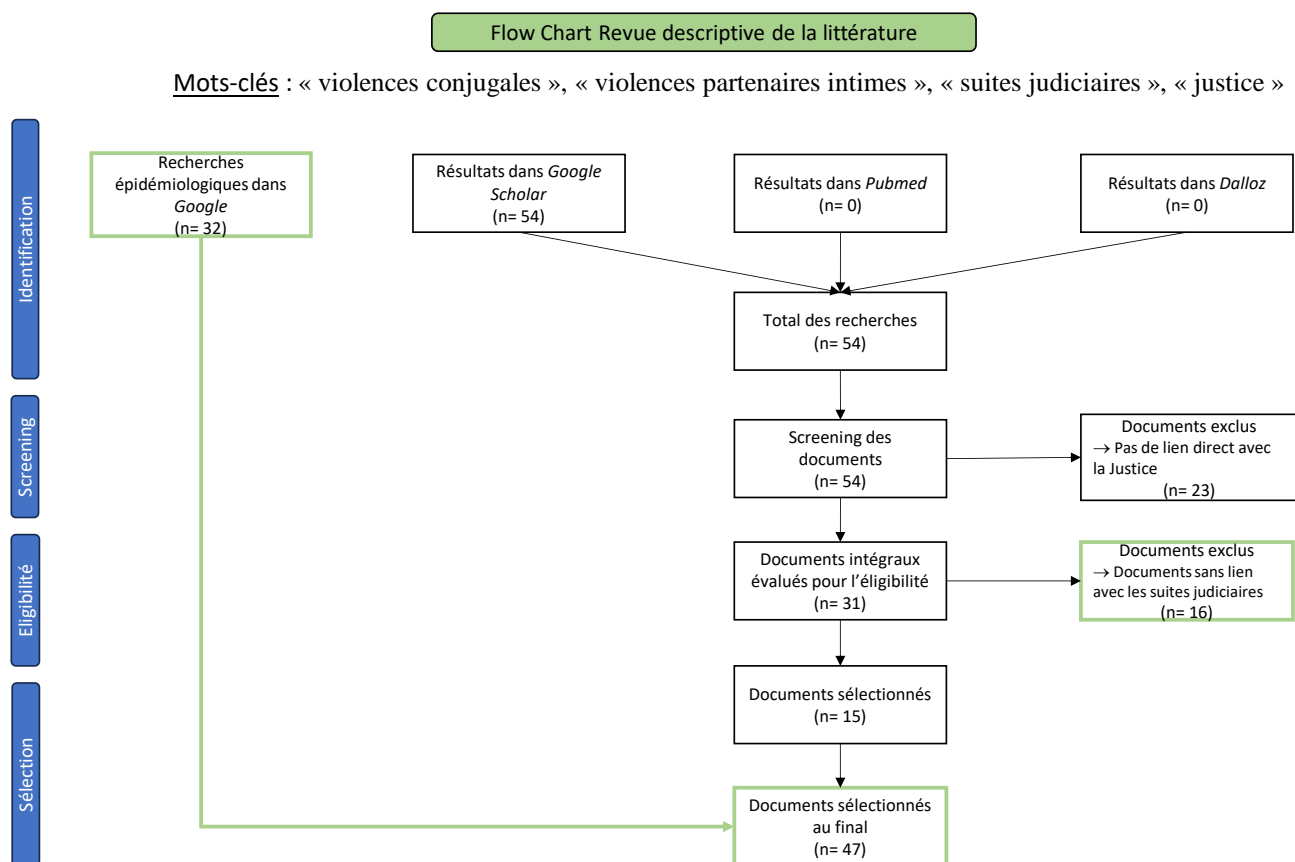 Flow Chart Revue descriptive de la littérature
Mots-clés : « violences conjugales », « violences partenaires intimes », « suites judiciaires », « justice »
Identification
Recherches
épidémiologiques dans
Google
(n= 32)
Résultats dans Google
Scholar
(n= 54)
Résultats dans Pubmed
(n= 0)
Résultats dans Dalloz
(n= 0)
Total des recherches
(n= 54)
Screening
Screening des
documents
(n= 54)
Documents exclus
→ Pas de lien direct avec
la Justice
(n= 23)
Eligibilité
Documents intégraux
évalués pour l’éligibilité
(n= 31)
Documents exclus
→ Documents sans lien
avec les suites judiciaires
(n= 16)
Sélection
Documents sélectionnés
(n= 15)
Documents sélectionnés
au final
(n= 47)